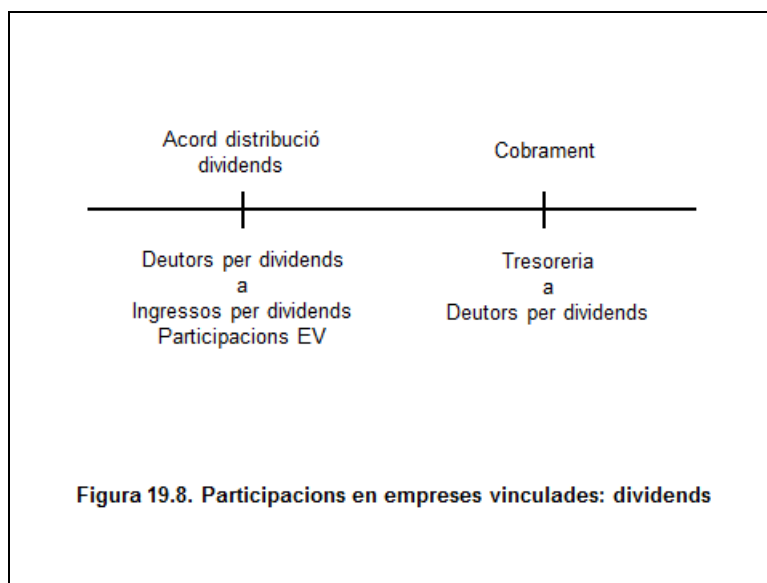 Acord distribució
dividends
Cobrament
Deutors per dividends
a
Ingressos per dividends
Participacions EV
Tresoreria
a
Deutors per dividends
Figura 19.8. Participacions en empreses vinculades: dividends